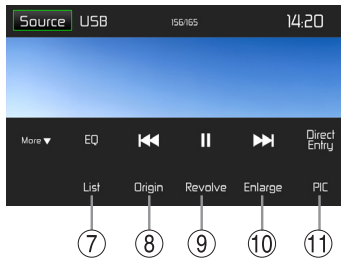 Source USB 156/165 14:20
More ▼ EQ Direct Entry
List Origin Revolve Enlarge PIC
7 8 9 10 11